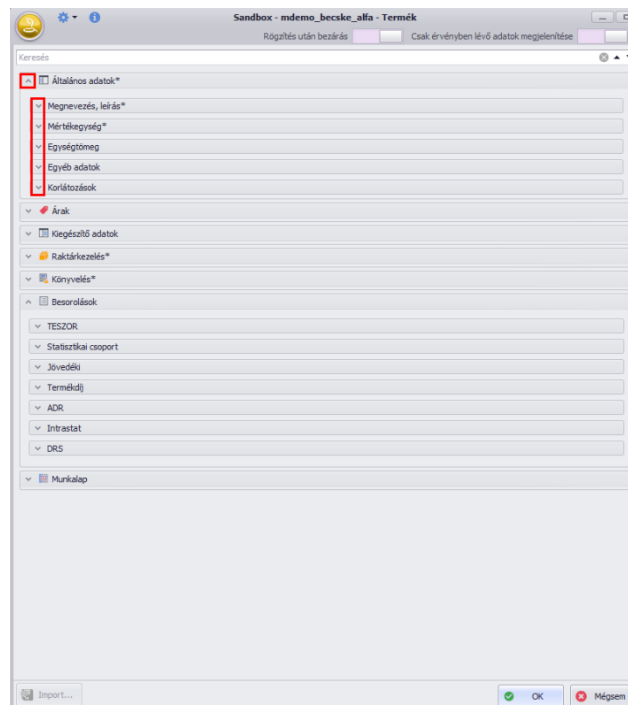 Sandbox - mdemo_becske_alfa - Termék
Rögzítés után bezárás
Csak érvényben lévő adatok megjelenítése
Keresés
Általános adatok*
Megnevezés, leírás*
Mértékegység*
Egységtömeg
Egyéb adatok
Korlátozások
Árak
Kiegészítő adatok
Raktárkezelés*
Könyvelés*
Besorolások
TESZOR
Statisztikai csoport
Jövedéki
Termékdíj
ADR
Intrastat
DRS
Munkalap
Import...
OK
Mégsem